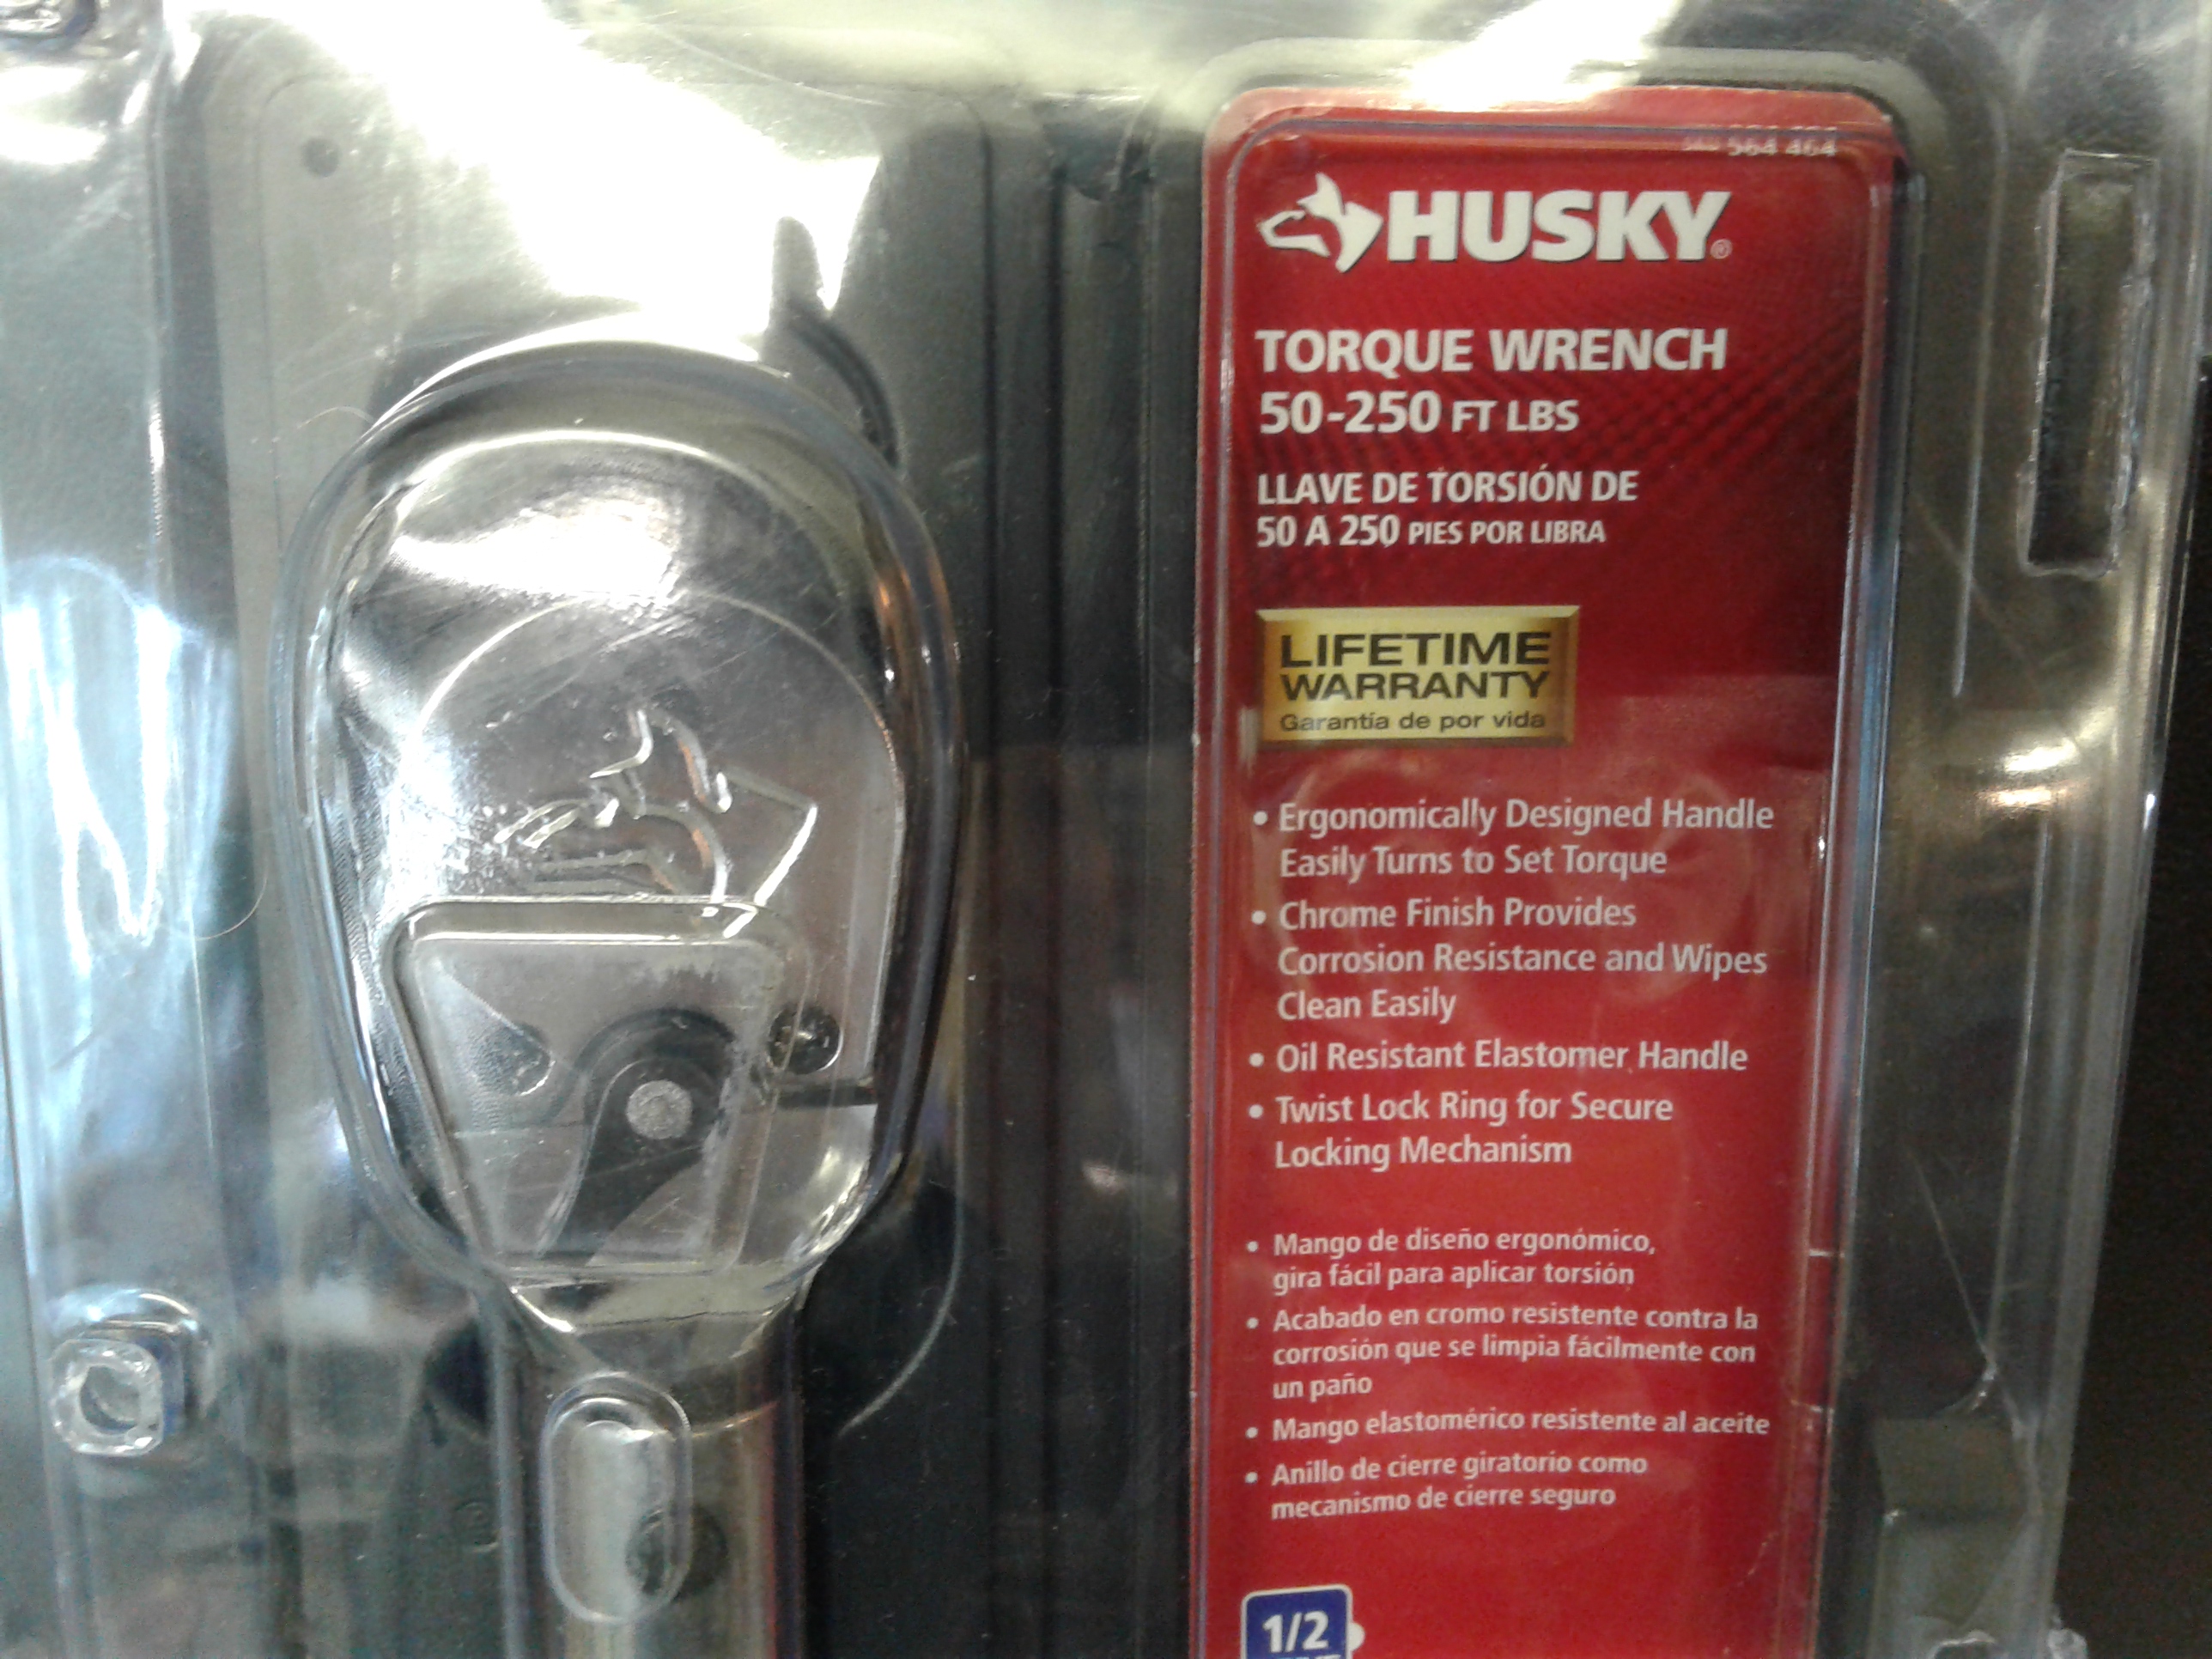 564 464
HUSKY®
TORQUE WRENCH
50-250 FT LBS
LLAVE DE TORSIÓN DE
50 A 250 PIES POR LIBRA
LIFETIME
WARRANTY
Garantía de por vida
• Ergonomically Designed Handle
Easily Turns to Set Torque
• Chrome Finish Provides
Corrosion Resistance and Wipes
Clean Easily
• Oil Resistant Elastomer Handle
• Twist Lock Ring for Secure
Locking Mechanism
• Mango de diseño ergonómico,
gira fácil para aplicar torsión
• Acabado en cromo resistente contra la
corrosión que se limpia fácilmente con
un paño
• Mango elastomérico resistente al aceite
• Anillo de cierre giratorio como
mecanismo de cierre seguro
1/2